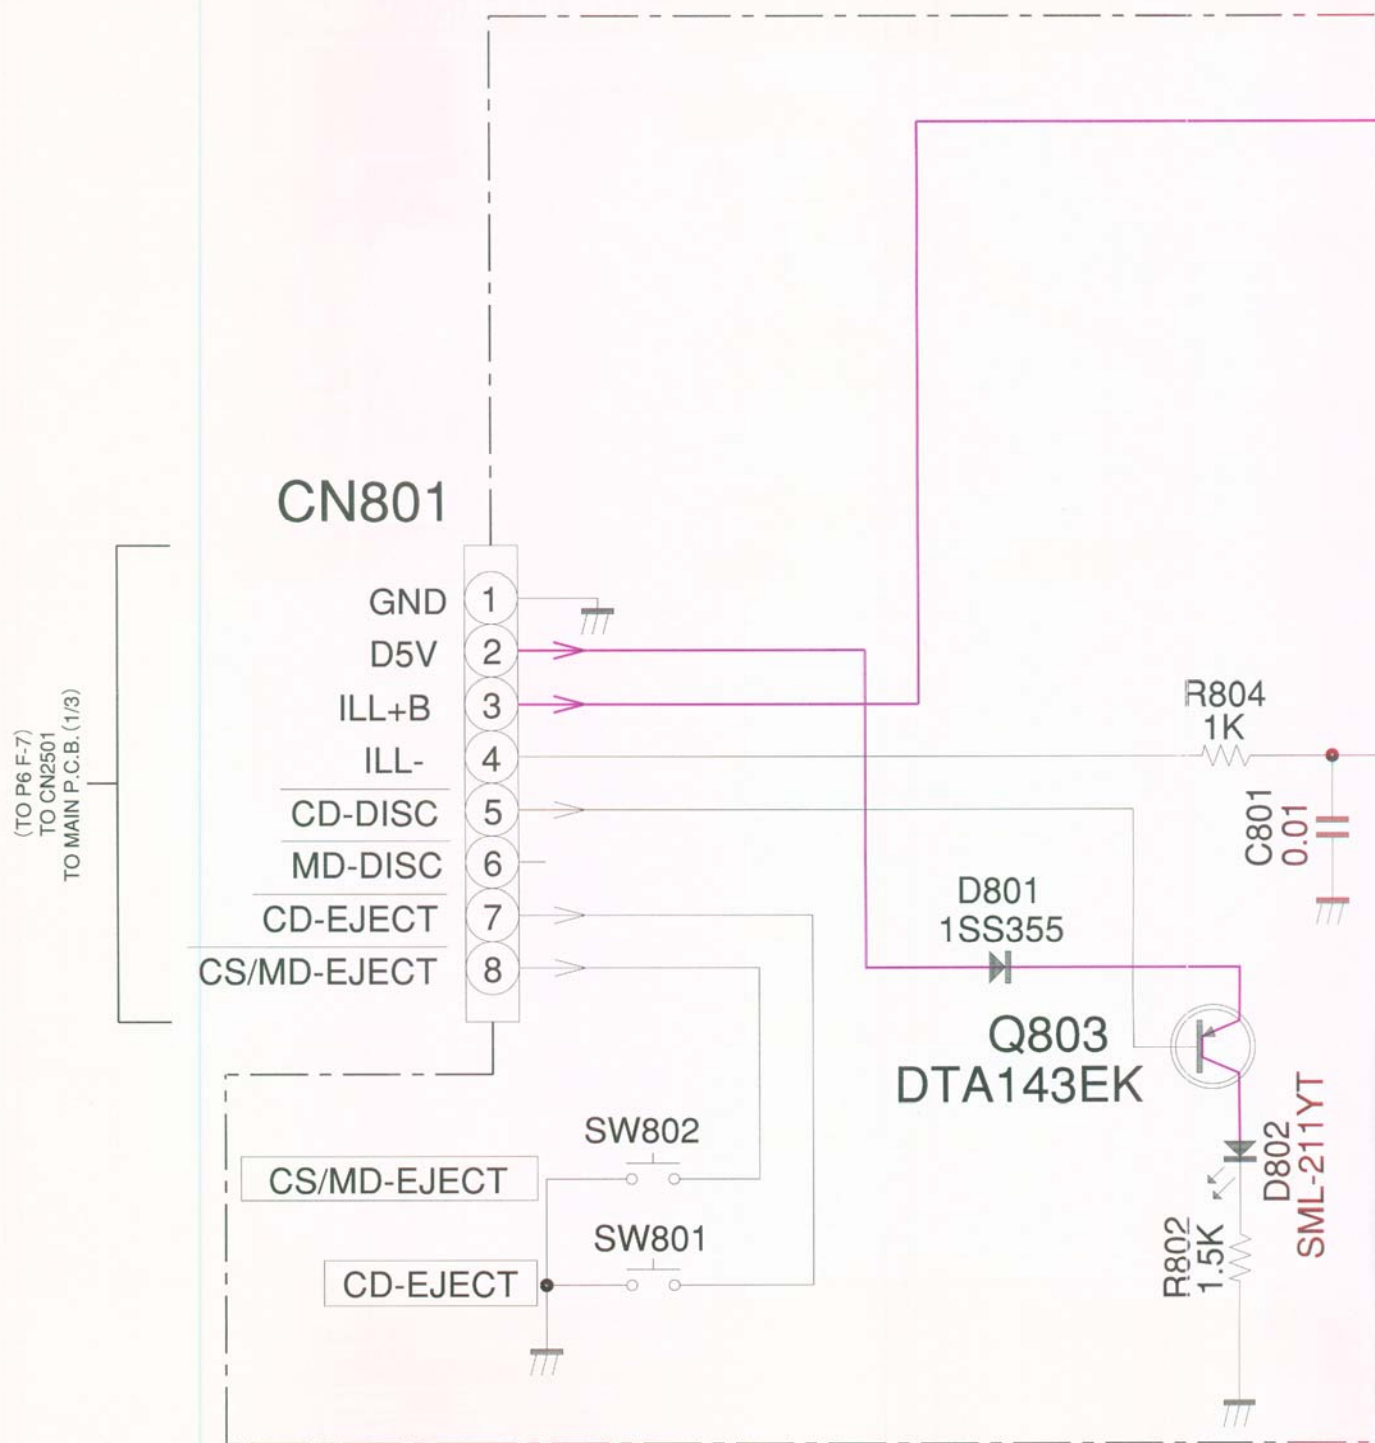 CN801
GND 1
D5V 2
ILL+B 3
ILL- 4
CD-DISC 5
MD-DISC 6
CD-EJECT 7
CS/MD-EJECT 8
(TO P6 F-7)
TO CN2501
TO MAIN P.C.B. (1/3)
R804
1K
C801
0.01
D801
1SS355
Q803
DTA143EK
D802
SML-211YT
R802
1.5K
SW802
CS/MD-EJECT
SW801
CD-EJECT